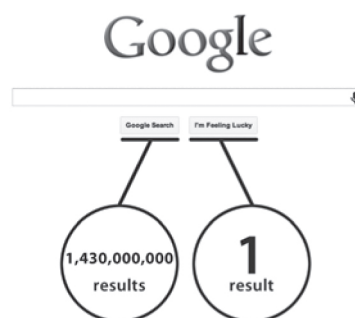 Google
Google Search I'm Feeling Lucky
1,430,000,000
results
1
result